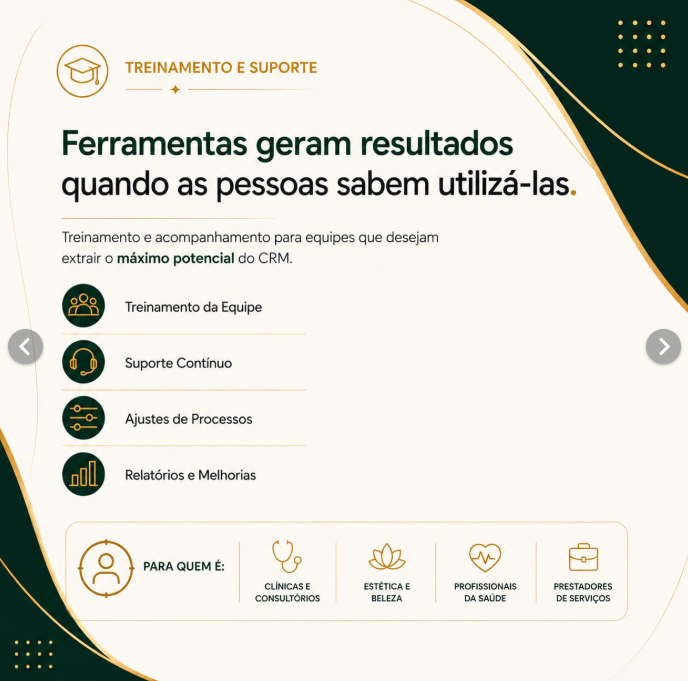 TREINAMENTO E SUPORTE
Ferramentas geram resultados
quando as pessoas sabem utilizá-las.
Treinamento e acompanhamento para equipes que desejam
extrair o máximo potencial do CRM.
Treinamento da Equipe
Suporte Contínuo
Ajustes de Processos
Relatórios e Melhorias
PARA QUEM É:
CLÍNICAS E
CONSULTÓRIOS
ESTÉTICA E
BELEZA
PROFISSIONAIS
DA SAÚDE
PRESTADORES
DE SERVIÇOS